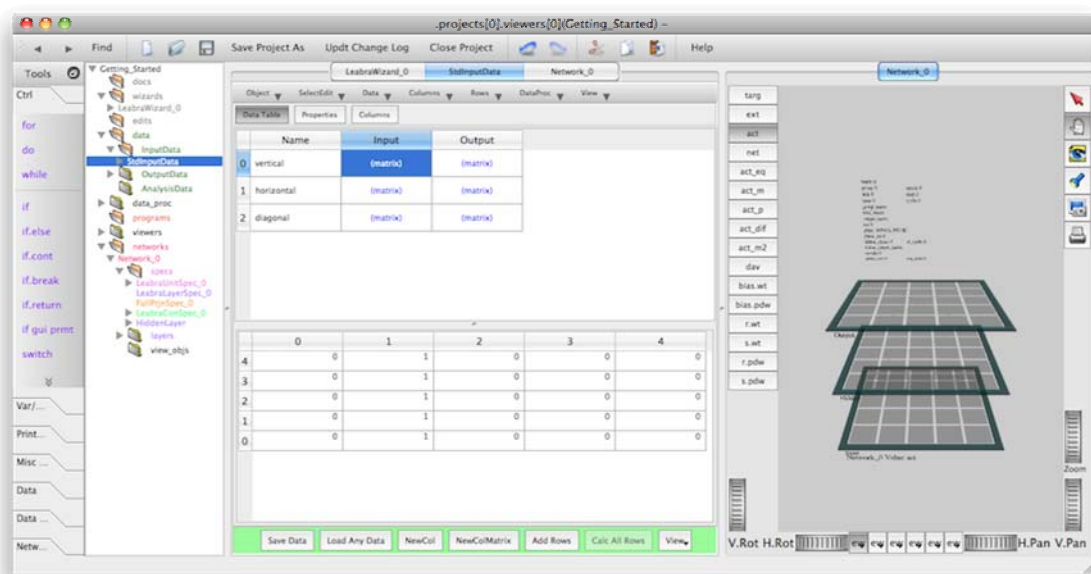 .projects[0].viewers[0](Getting_Started) –
Find Save Project As Updt Change Log Close Project Help
Tools
Ctrl
for
do
while
if
if.else
if.cont
if.break
if.return
if gui prmt
switch
Var/...
Print...
Misc ...
Data
Data ...
Netw...
Getting_Started
docs
wizards
LeabraWizard_0
edits
data
InputData
StdInputData
OutputData
AnalysisData
data_proc
programs
viewers
networks
Network_0
specs
LeabraUnitSpec_0
LeabraLayerSpec_0
FullPrjnSpec_0
LeabraConSpec_0
HiddenLayer
layers
view_objs
LeabraWizard_0 StdInputData Network_0
Object SelectEdit Data Columns Rows DataProc View
Data Table Properties Columns
Name Input Output
0 vertical (matrix) (matrix)
1 horizontal (matrix) (matrix)
2 diagonal (matrix) (matrix)
0 1 2 3 4
4 0 1 0 0 0
3 0 1 0 0 0
2 0 1 0 0 0
1 0 1 0 0 0
0 0 1 0 0 0
Save Data Load Any Data NewCol NewColMatrix Add Rows Calc All Rows View
Network_0
targ
ext
act
net
act_eq
act_m
act_p
act_dif
act_m2
dav
bias.wt
bias.pdw
r.wt
s.wt
r.pdw
s.pdw
Output
Network_0 Value: act
Zoom
V.Rot H.Rot H.Pan V.Pan